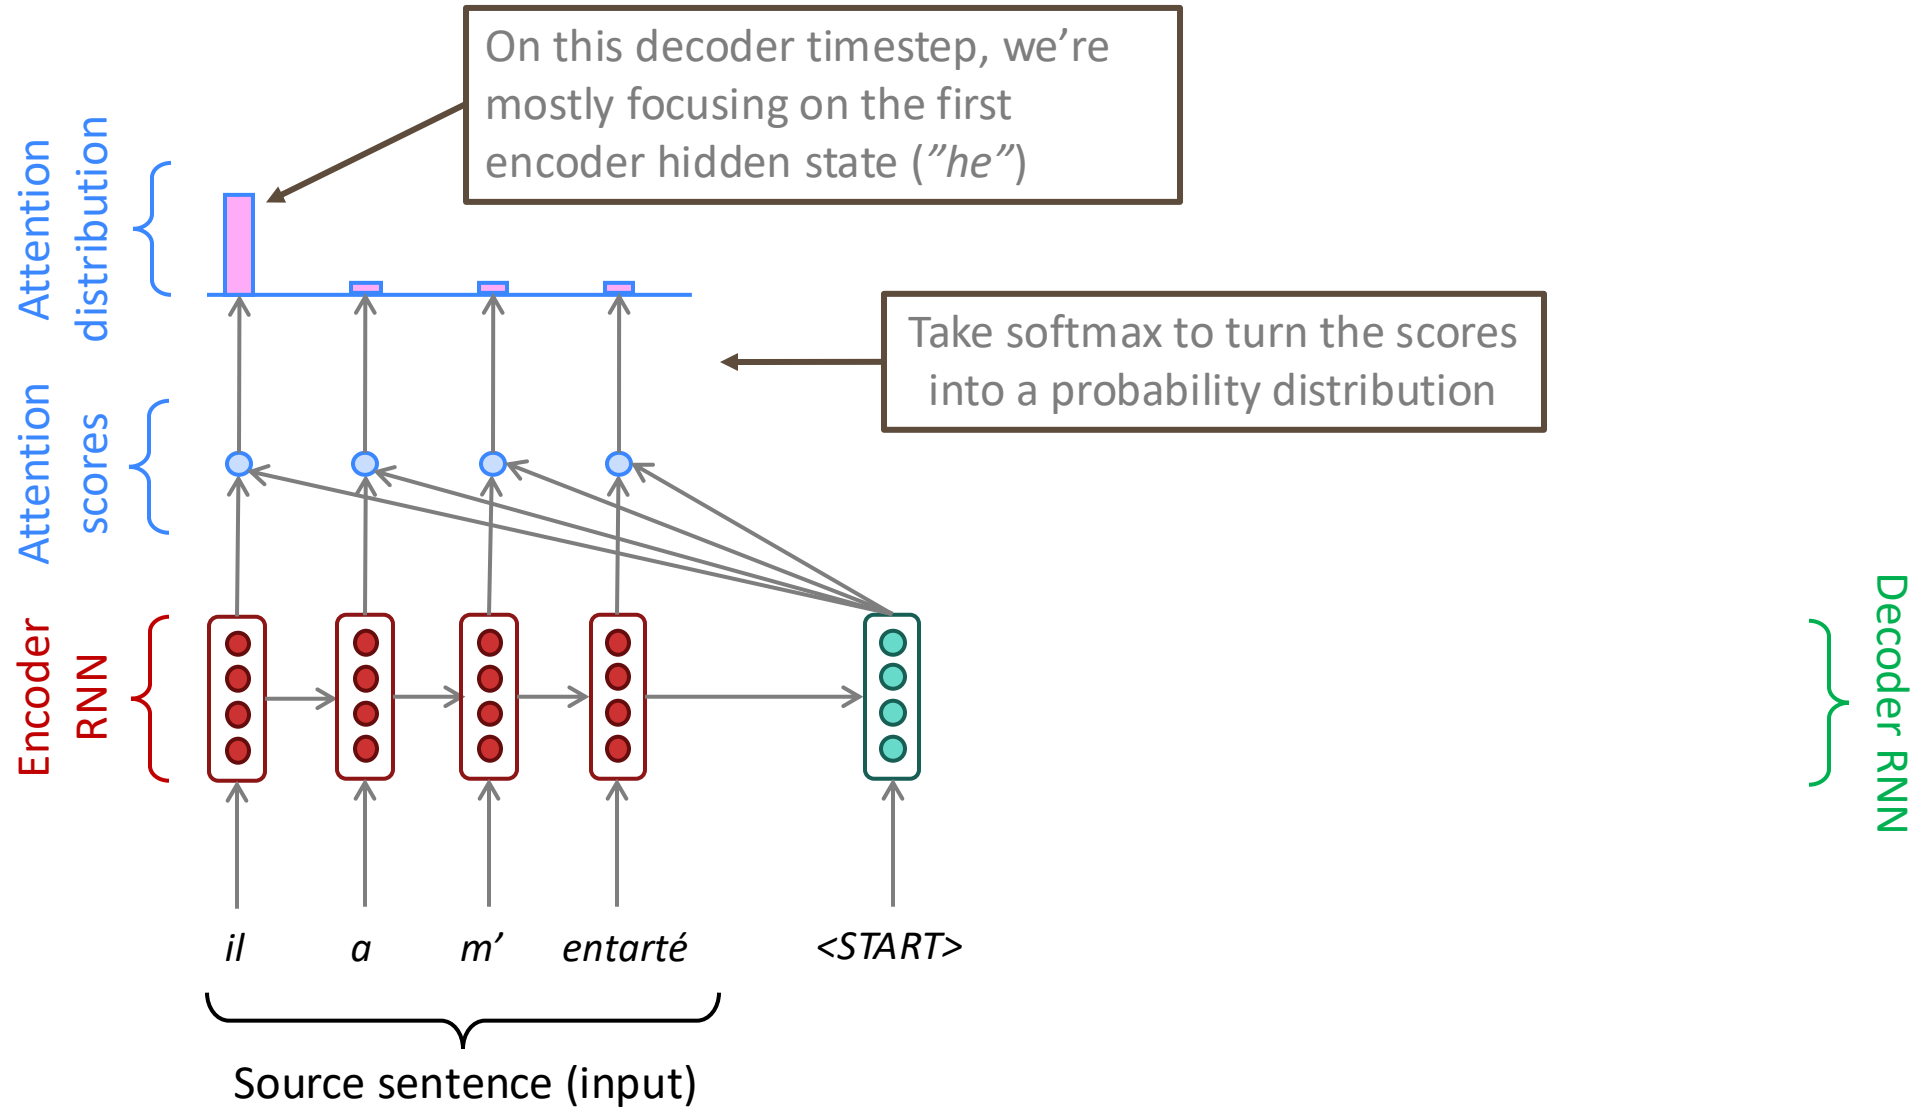 On this decoder timestep, we’re
mostly focusing on the first
encoder hidden state (”he”)
Attention
distribution
Take softmax to turn the scores
into a probability distribution
Attention
scores
Encoder
RNN
Decoder RNN
il a m’ entarté <START>
Source sentence (input)